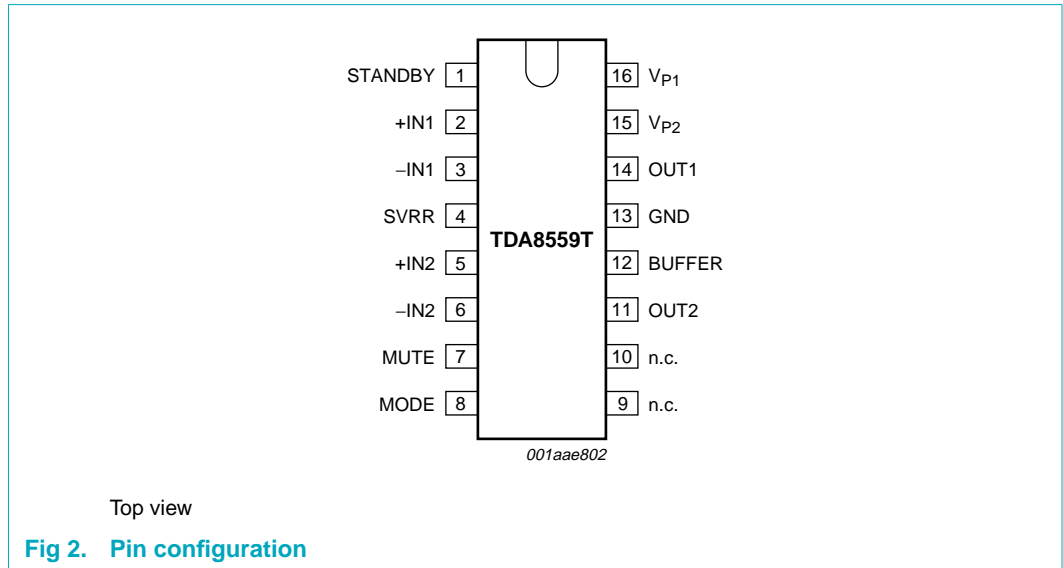 STANDBY 1 16 VP1
+IN1 2 15 VP2
−IN1 3 14 OUT1
SVRR 4 13 GND
TDA8559T
+IN2 5 12 BUFFER
−IN2 6 11 OUT2
MUTE 7 10 n.c.
MODE 8 9 n.c.
001aae802
Top view
Fig 2. Pin configuration